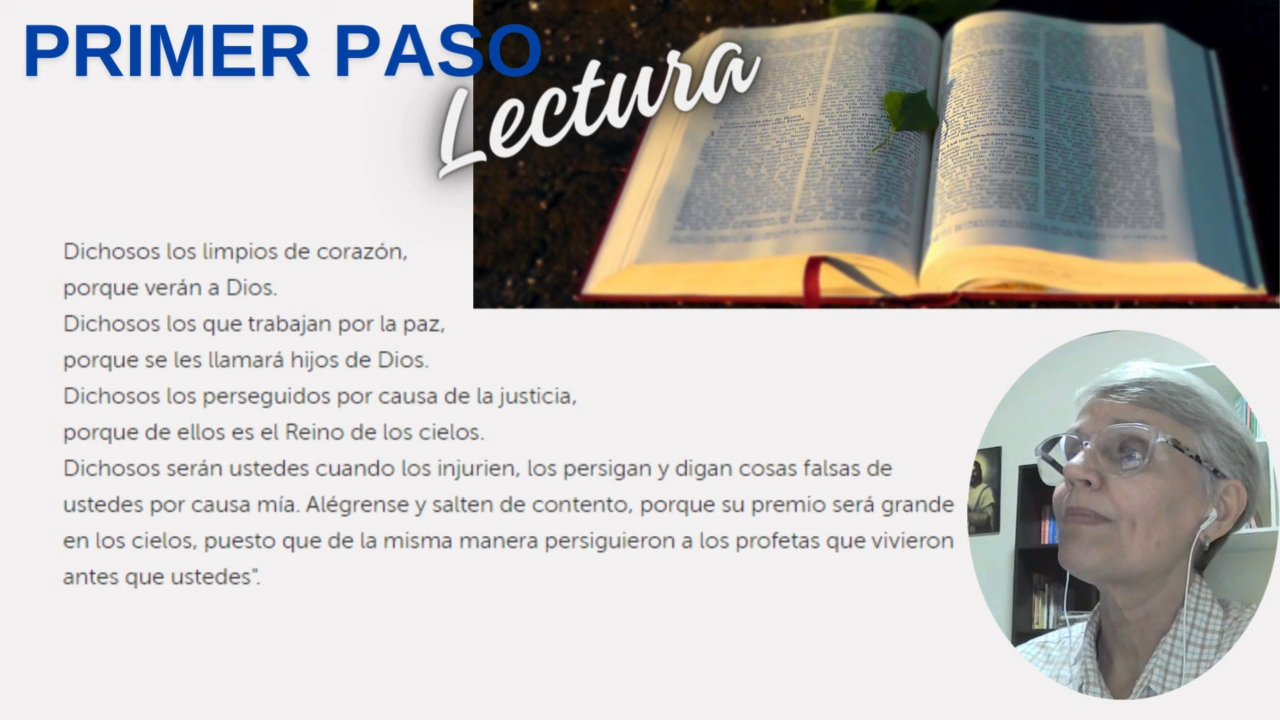 PRIMER PASO
Lectura
Dichosos los limpios de corazón,
porque verán a Dios.
Dichosos los que trabajan por la paz,
porque se les llamará hijos de Dios.
Dichosos los perseguidos por causa de la justicia,
porque de ellos es el Reino de los cielos.
Dichosos serán ustedes cuando los injurien, los persigan y digan cosas falsas de
ustedes por causa mía. Alégrense y salten de contento, porque su premio será grande
en los cielos, puesto que de la misma manera persiguieron a los profetas que vivieron
antes que ustedes".